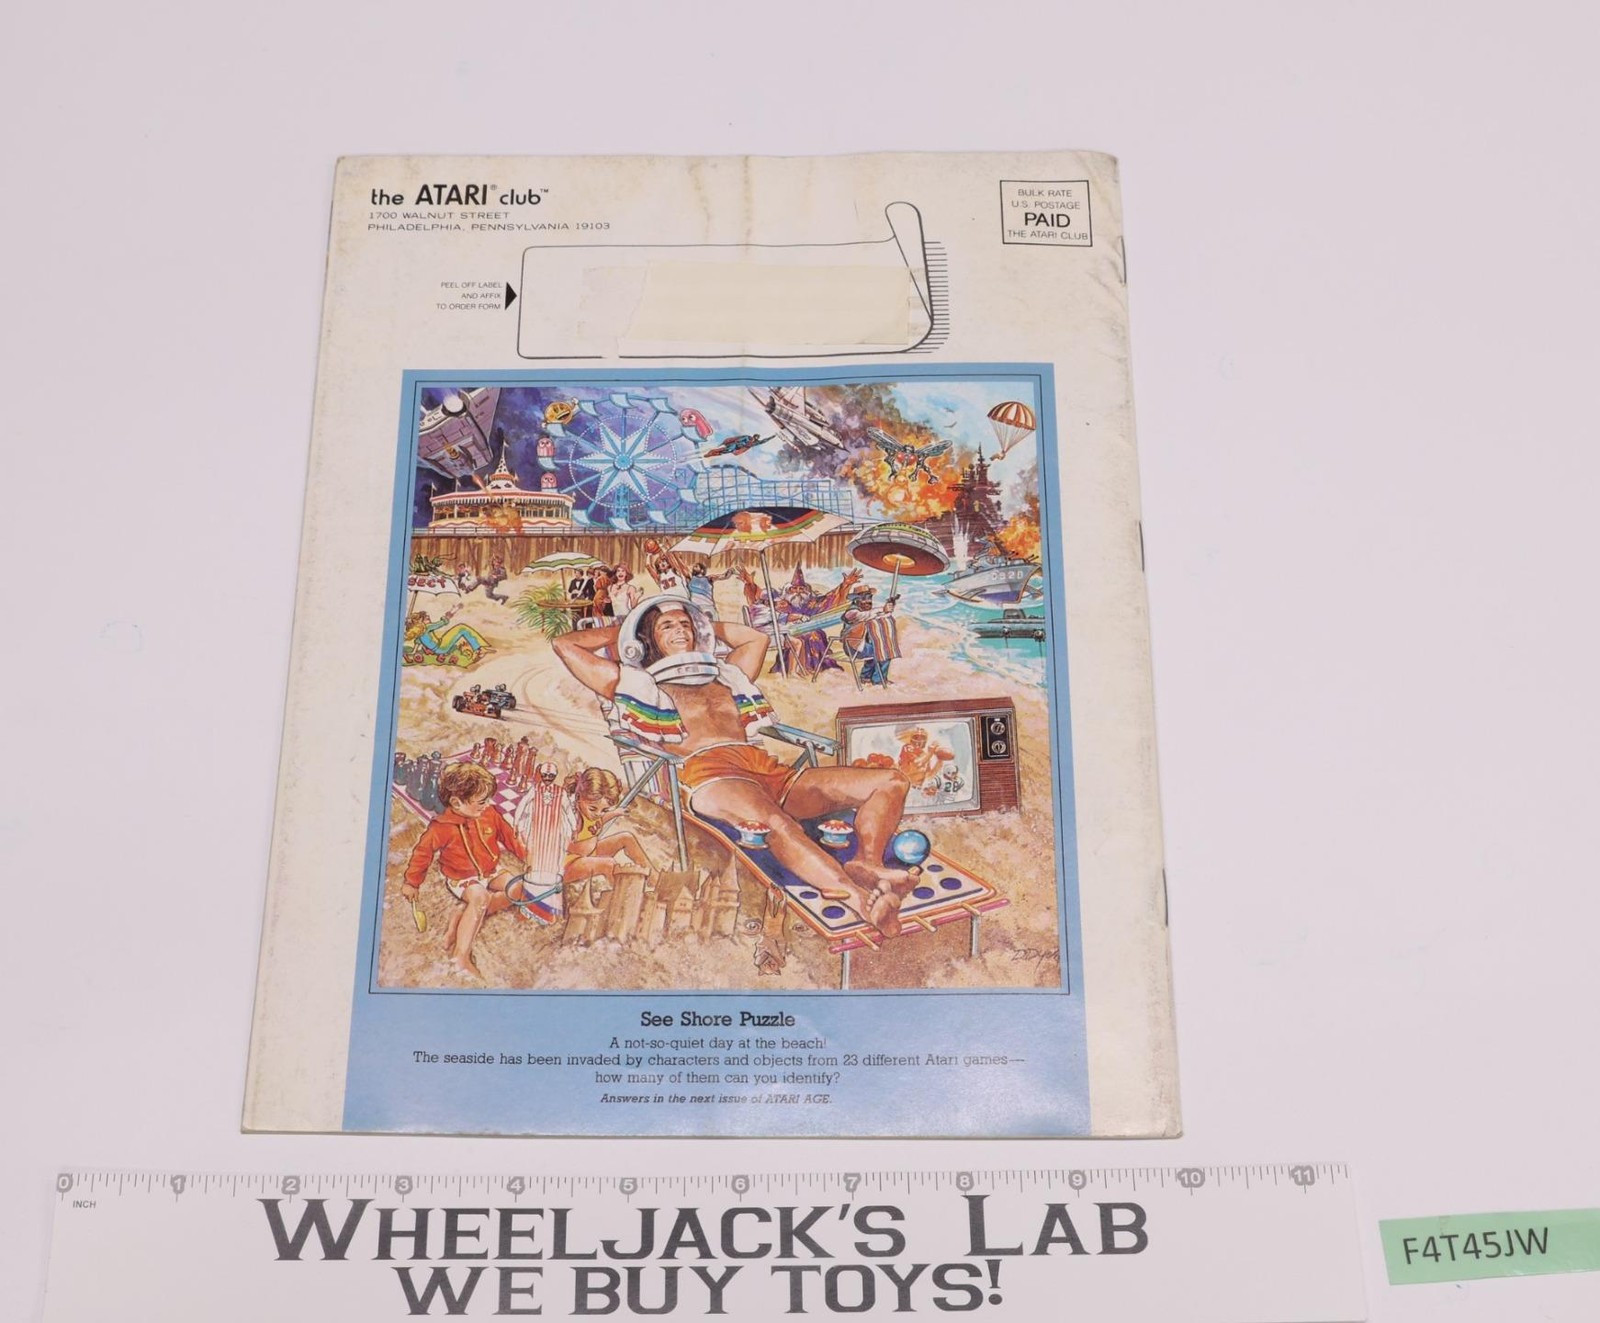 the ATARI® club™
1700 WALNUT STREET
PHILADELPHIA, PENNSYLVANIA 19103
BULK RATE
U.S. POSTAGE
PAID
THE ATARI CLUB
PEEL OFF LABEL
AND AFFIX
TO ORDER FORM
37
28
See Shore Puzzle
A not-so-quiet day at the beach!
The seaside has been invaded by characters and objects from 23 different Atari games—
how many of them can you identify?
Answers in the next issue of ATARI AGE.
0 1 2 3 4 5 6 7 8 9 10 11
INCH
WHEELJACK'S LAB
WE BUY TOYS!
F4T45JW